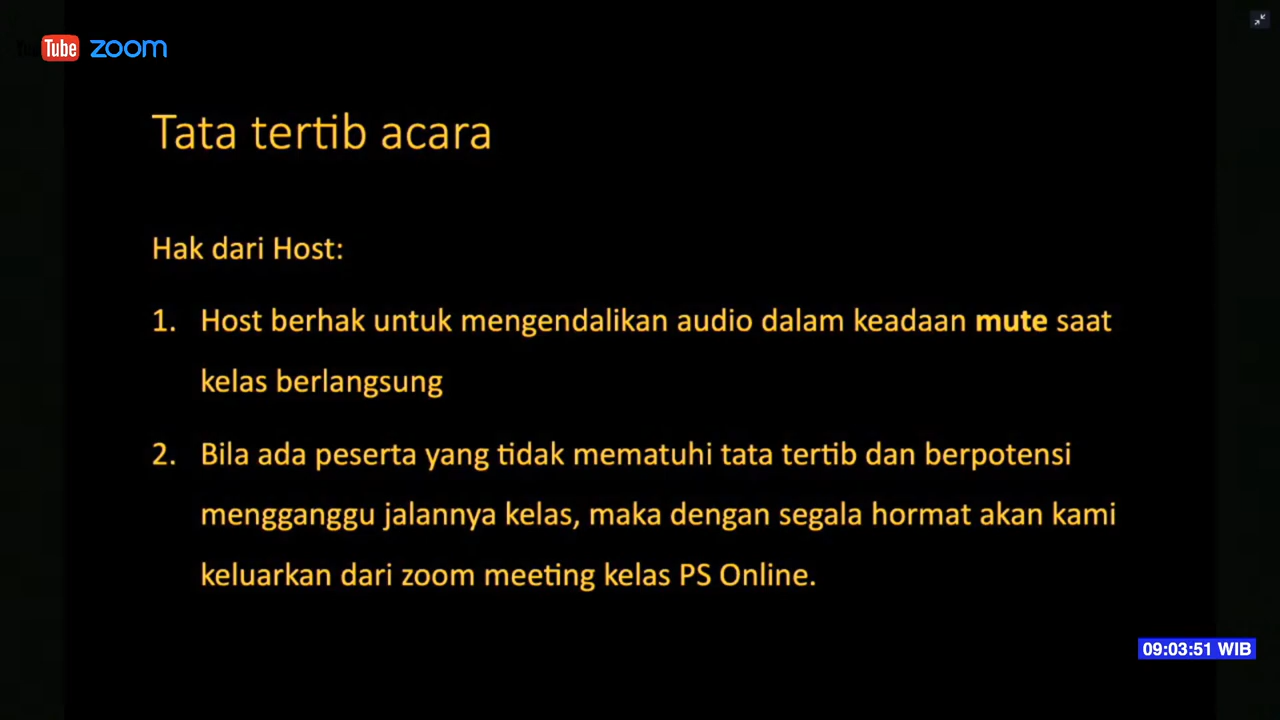 Tube zoom
Tata tertib acara
Hak dari Host:
1. Host berhak untuk mengendalikan audio dalam keadaan mute saat
kelas berlangsung
2. Bila ada peserta yang tidak mematuhi tata tertib dan berpotensi
mengganggu jalannya kelas, maka dengan segala hormat akan kami
keluarkan dari zoom meeting kelas PS Online.
09:03:51 WIB